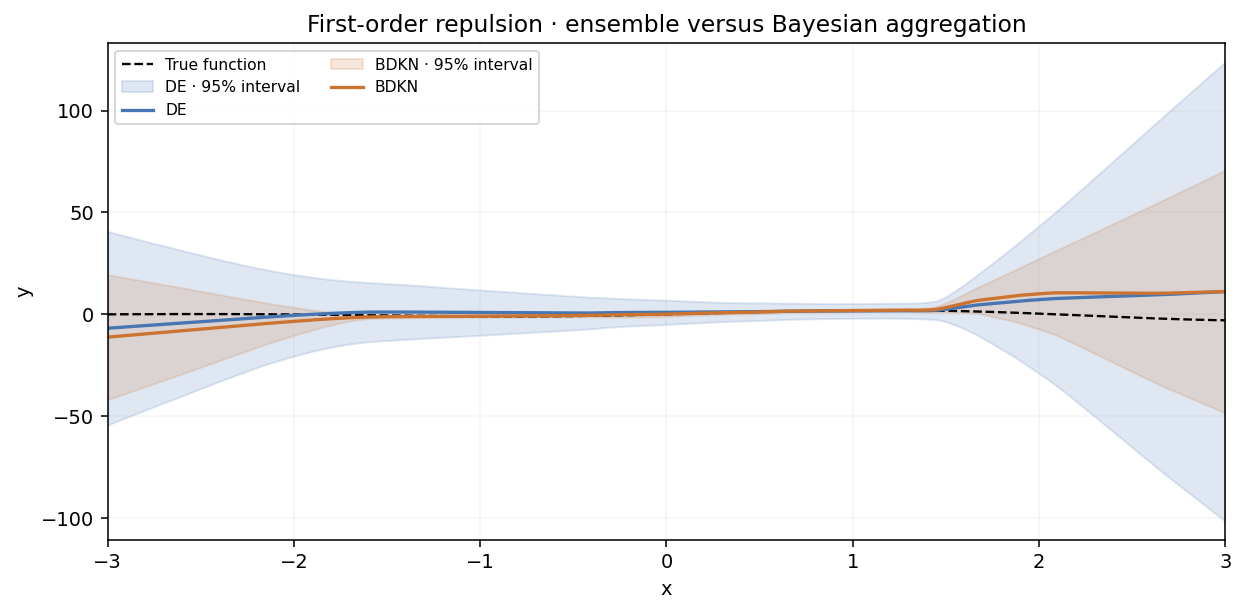 First-order repulsion · ensemble versus Bayesian aggregation
True function
DE · 95% interval
DE
BDKN · 95% interval
BDKN
100
50
0
−50
−100
y
−3
−2
−1
0
1
2
3
x